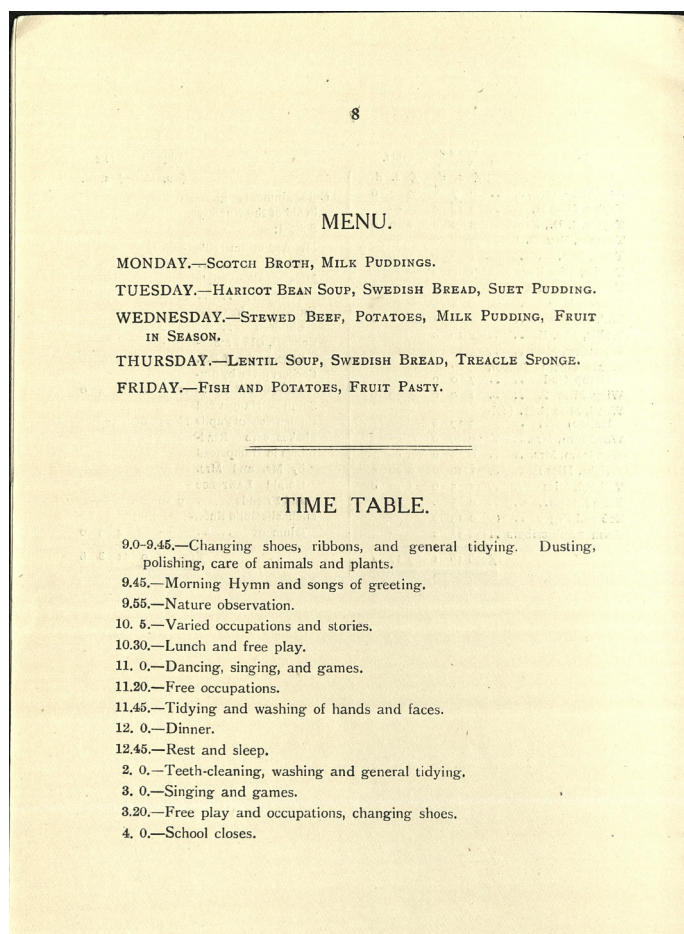 8
MENU.
MONDAY.—Scotch Broth, Milk Puddings.
TUESDAY.—Haricot Bean Soup, Swedish Bread, Suet Pudding.
WEDNESDAY.—Stewed Beef, Potatoes, Milk Pudding, Fruit
in Season.
THURSDAY.—Lentil Soup, Swedish Bread, Treacle Sponge.
FRIDAY.—Fish and Potatoes, Fruit Pasty.
TIME TABLE.
9.0-9.45.—Changing shoes, ribbons, and general tidying. Dusting,
polishing, care of animals and plants.
9.45.—Morning Hymn and songs of greeting.
9.55.—Nature observation.
10. 5.—Varied occupations and stories.
10.30.—Lunch and free play.
11. 0.—Dancing, singing, and games.
11.20.—Free occupations.
11.45.—Tidying and washing of hands and faces.
12. 0.—Dinner.
12.45.—Rest and sleep.
2. 0.—Teeth-cleaning, washing and general tidying.
3. 0.—Singing and games.
3.20.—Free play and occupations, changing shoes.
4. 0.—School closes.